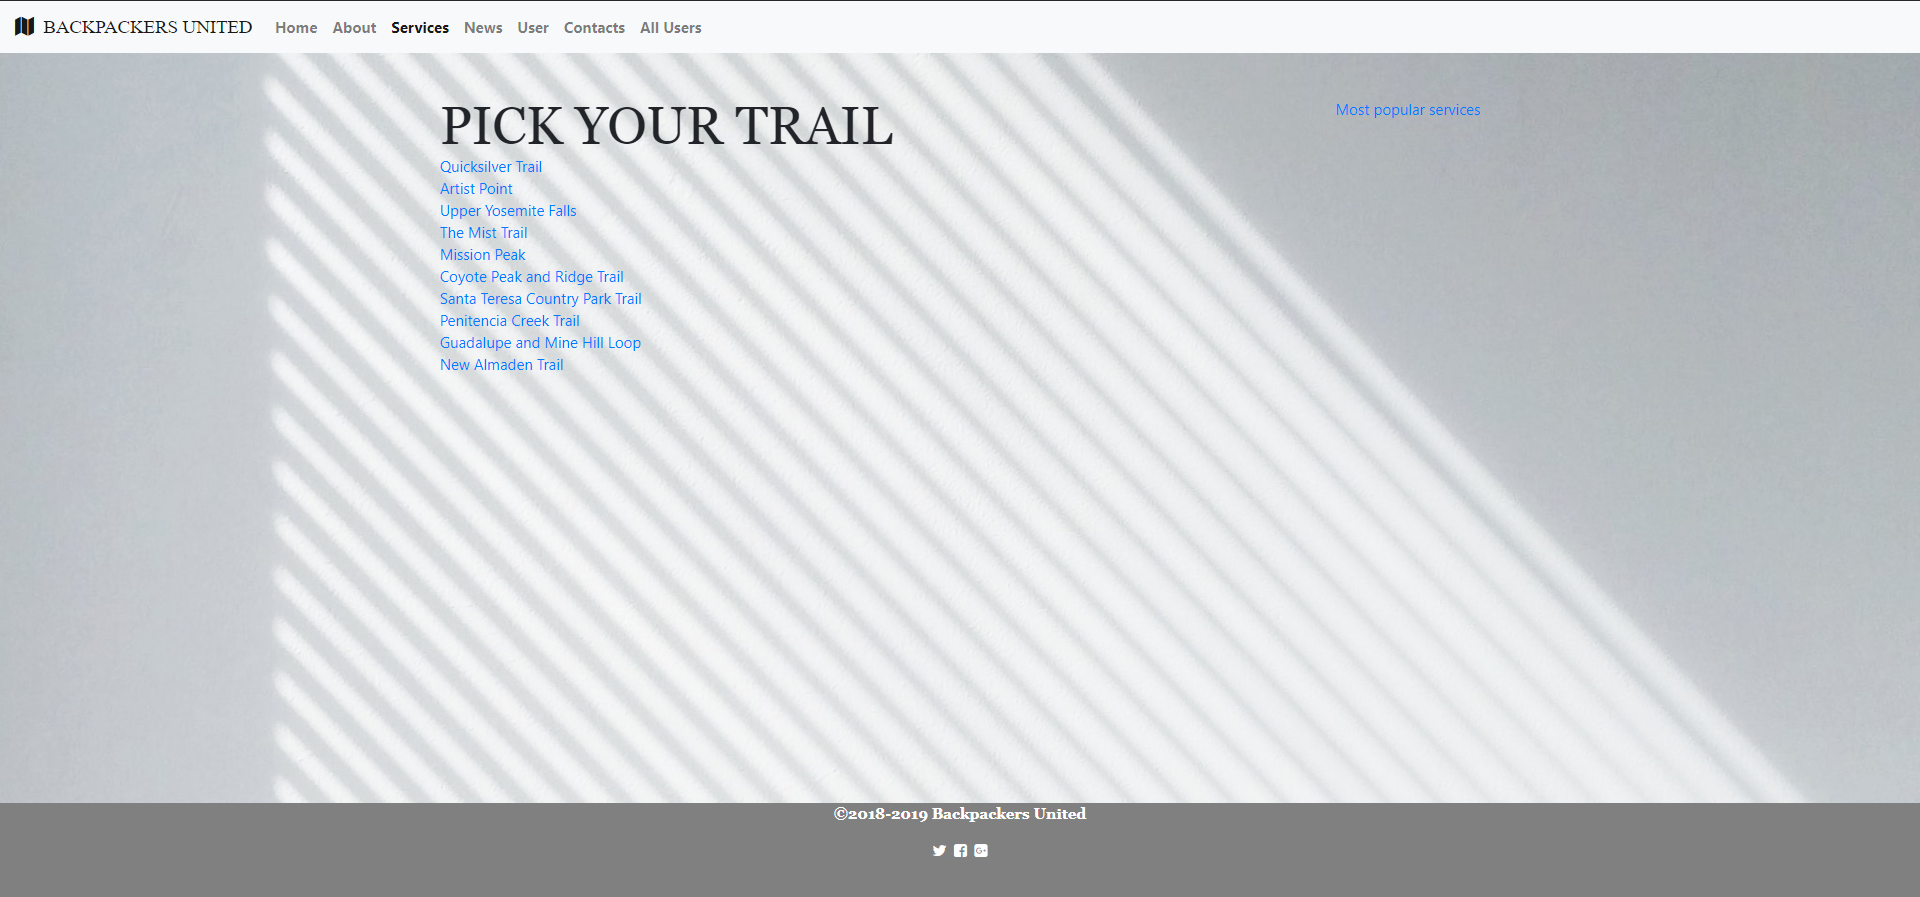 BACKPACKERS UNITED Home About Services News User Contacts All Users
PICK YOUR TRAIL
Most popular services
Quicksilver Trail
Artist Point
Upper Yosemite Falls
The Mist Trail
Mission Peak
Coyote Peak and Ridge Trail
Santa Teresa Country Park Trail
Penitencia Creek Trail
Guadalupe and Mine Hill Loop
New Almaden Trail
©2018-2019 Backpackers United